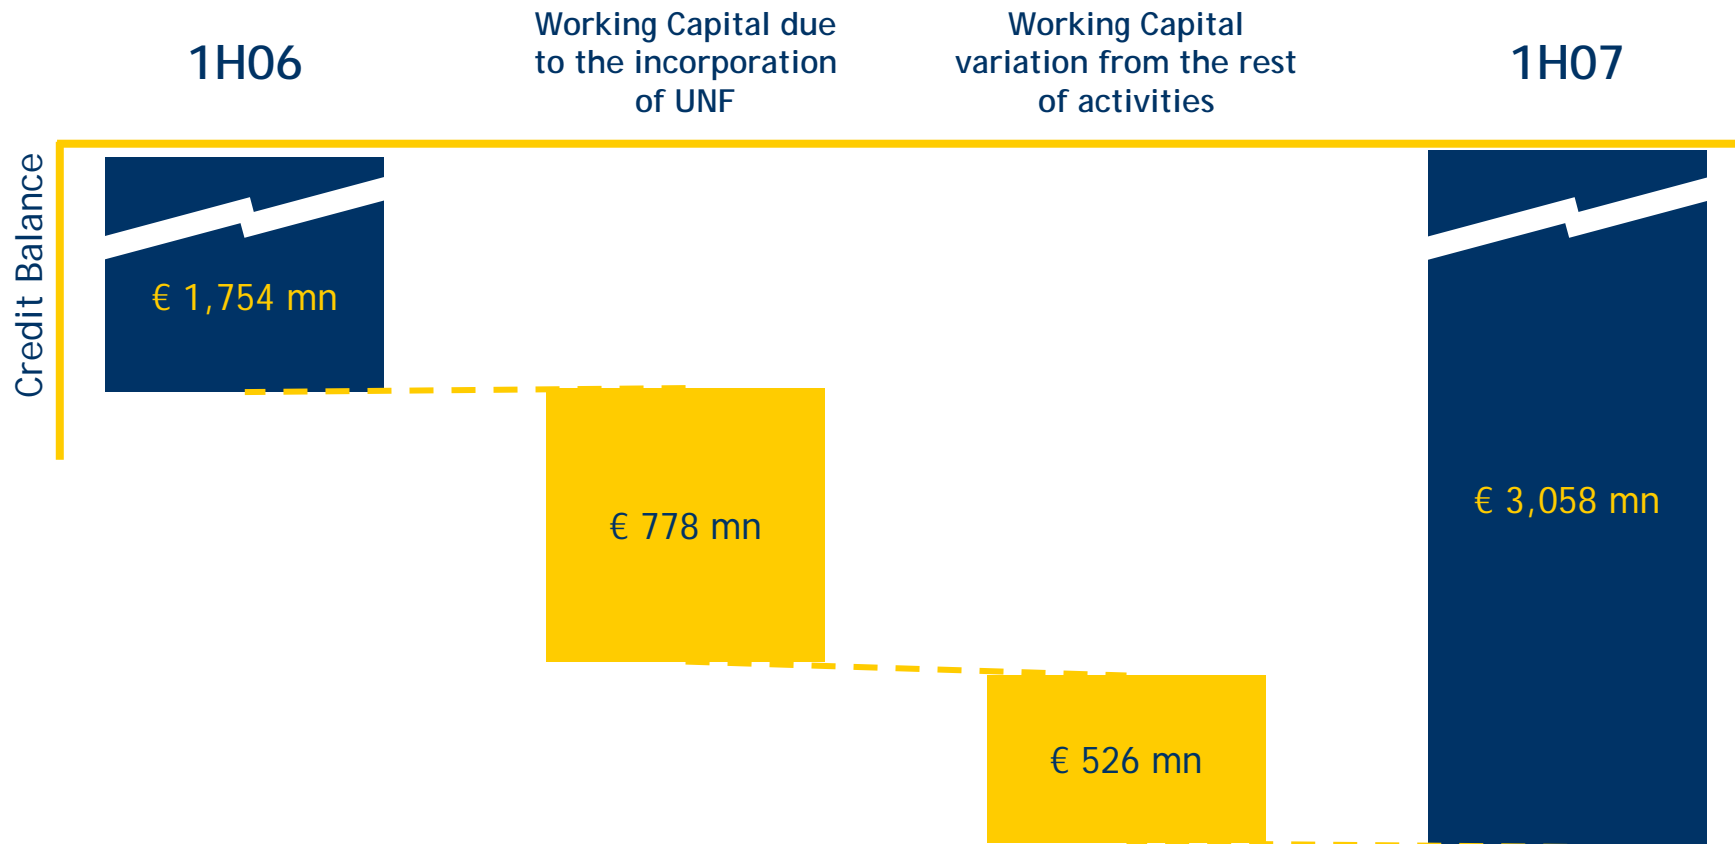 1H06
Working Capital due
to the incorporation
of UNF
Working Capital
variation from the rest
of activities
1H07
Credit Balance
€ 1,754 mn
€ 778 mn
€ 526 mn
€ 3,058 mn